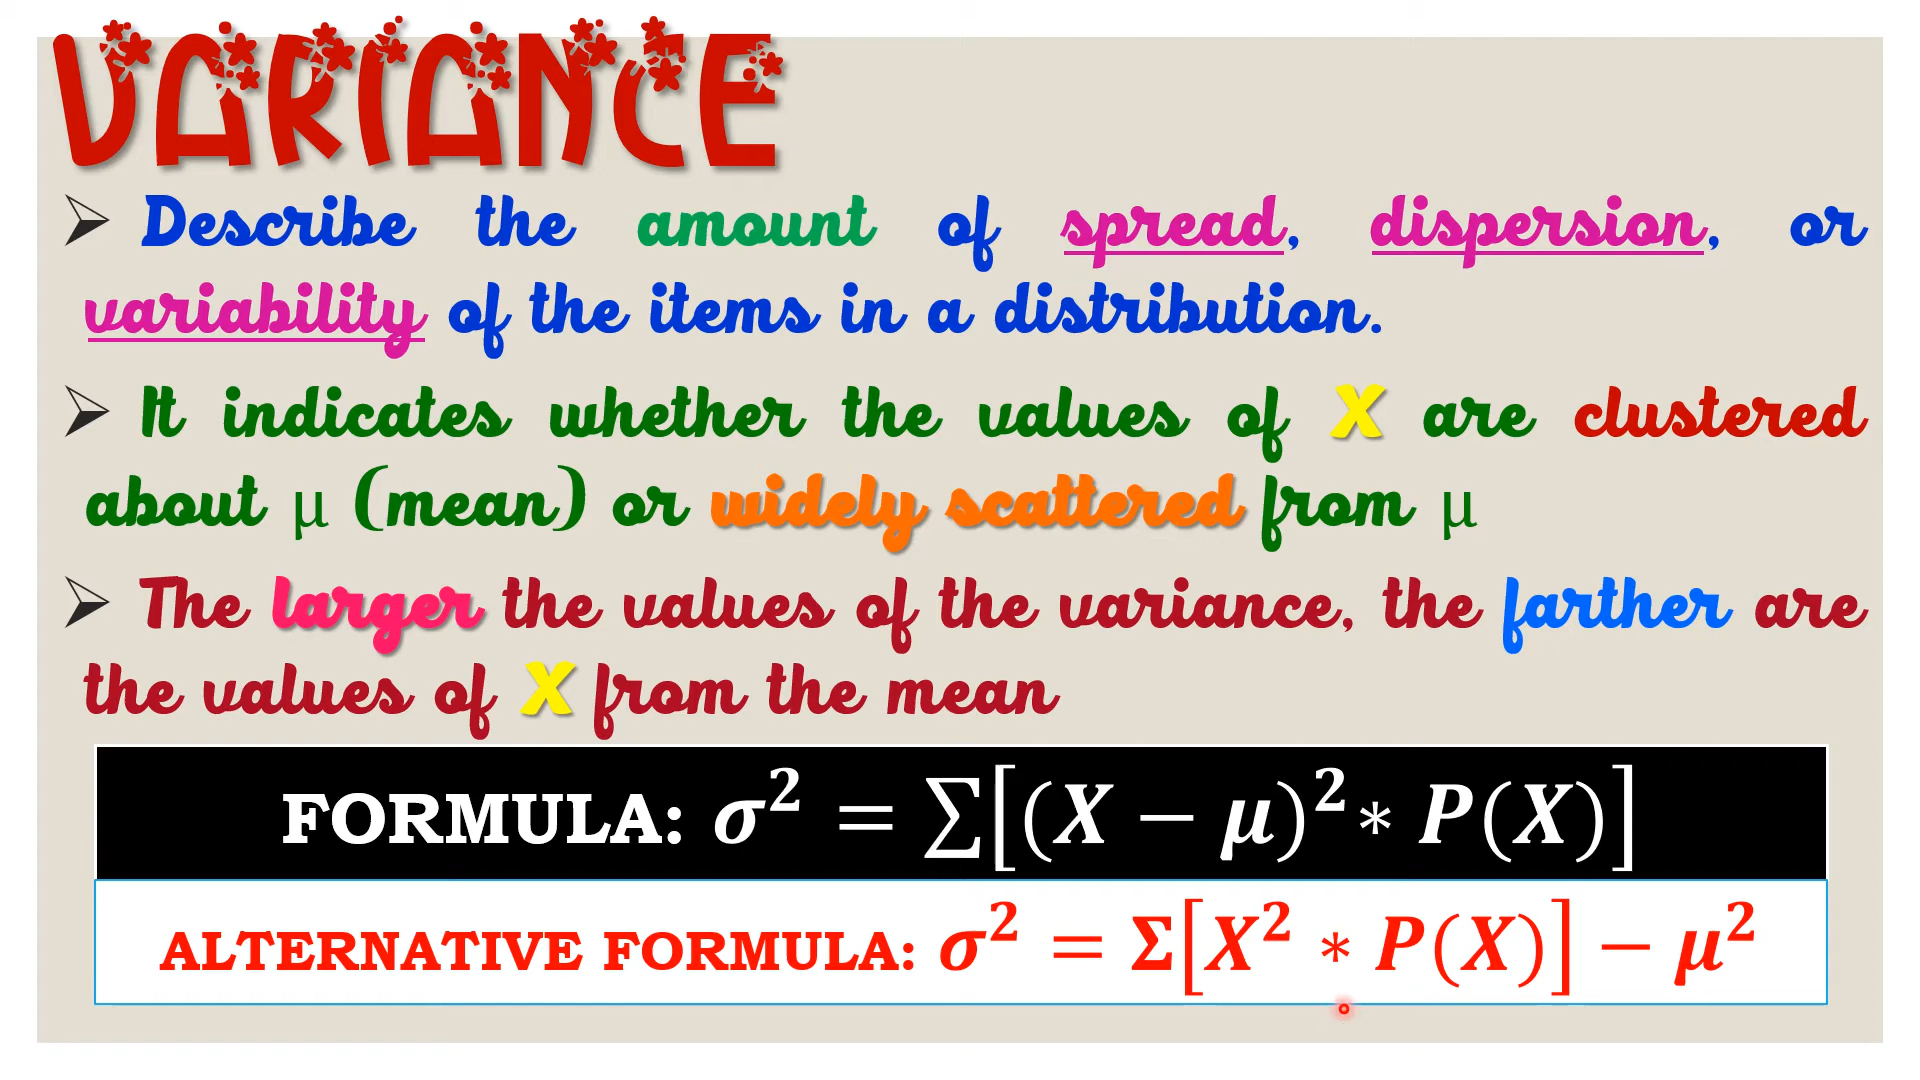 VARIANCE
➢ Describe the amount of spread, dispersion, or
variability of the items in a distribution.
➢ It indicates whether the values of X are clustered
about μ (mean) or widely scattered from μ
➢ The larger the values of the variance, the farther are
the values of X from the mean
FORMULA: σ² = ∑[(X − μ)² * P(X)]
ALTERNATIVE FORMULA: σ² = Σ[X² * P(X)] − μ²